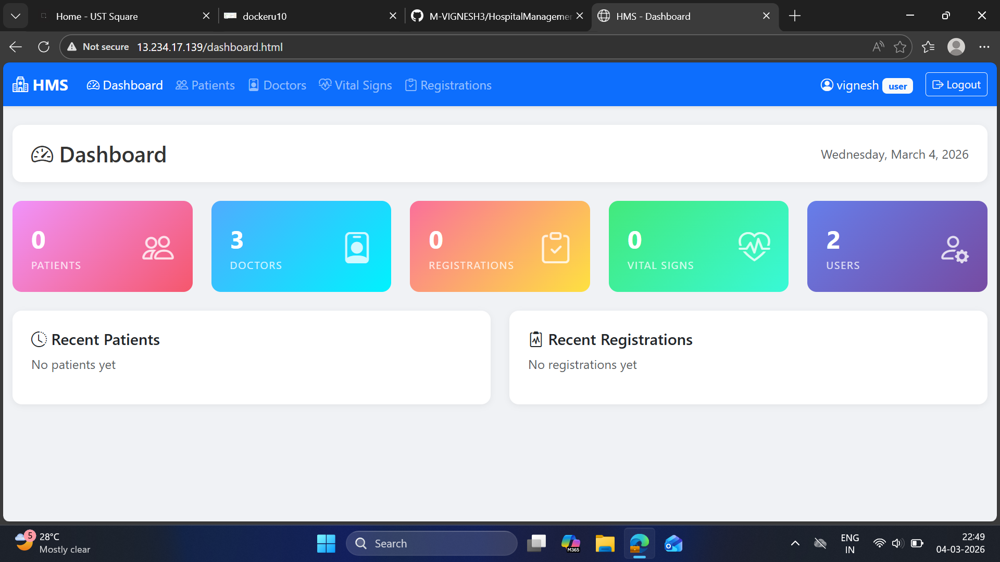 Home - UST Square
dockeru10
M-VIGNESH3/HospitalManagemen
HMS - Dashboard
Not secure 13.234.17.139/dashboard.html
HMS Dashboard Patients Doctors Vital Signs Registrations vignesh user Logout
Dashboard
Wednesday, March 4, 2026
0
PATIENTS
3
DOCTORS
0
REGISTRATIONS
0
VITAL SIGNS
2
USERS
Recent Patients
No patients yet
Recent Registrations
No registrations yet
5
28°C
Mostly clear
Search
M365
ENG
IN
22:49
04-03-2026